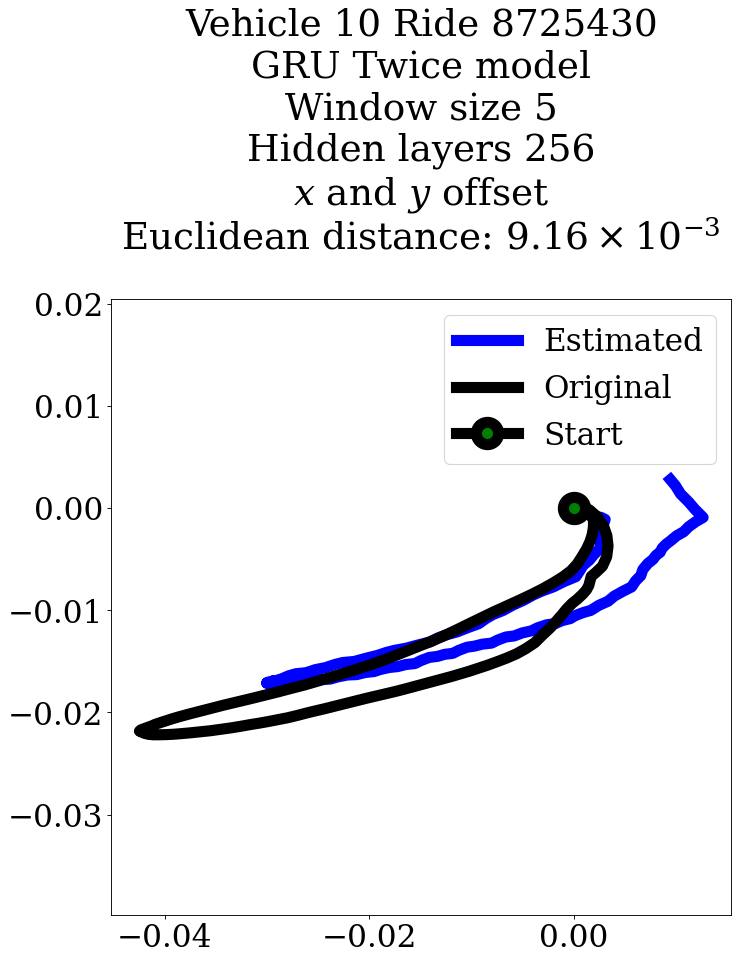 Vehicle 10 Ride 8725430
GRU Twice model
Window size 5
Hidden layers 256
x and y offset
Euclidean distance: 9.16 × 10⁻³
Estimated
Original
Start
0.02
0.01
0.00
−0.01
−0.02
−0.03
−0.04 −0.02 0.00